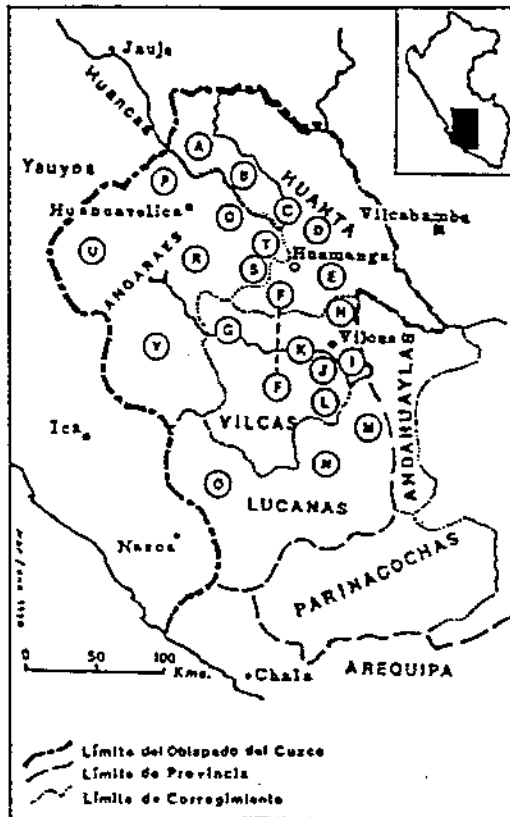 Jauja
Huancas
Yauyos
A
P
B
HUANTA
Huancavelica
Q
C
D
Vilcabamba
U
ANGARAES
R
T
S
Huamanga
E
F
H
G
Y
K
Vilcas
J
I
F
L
VILCAS
M
ANDAHUAYLAS
Ica
N
O
LUCANAS
Nazca
PARINACOCHAS
0 50 100
Kms.
Chala
AREQUIPA
Límite del Obispado del Cuzco
Límite de Provincia
Límite de Corregimiento